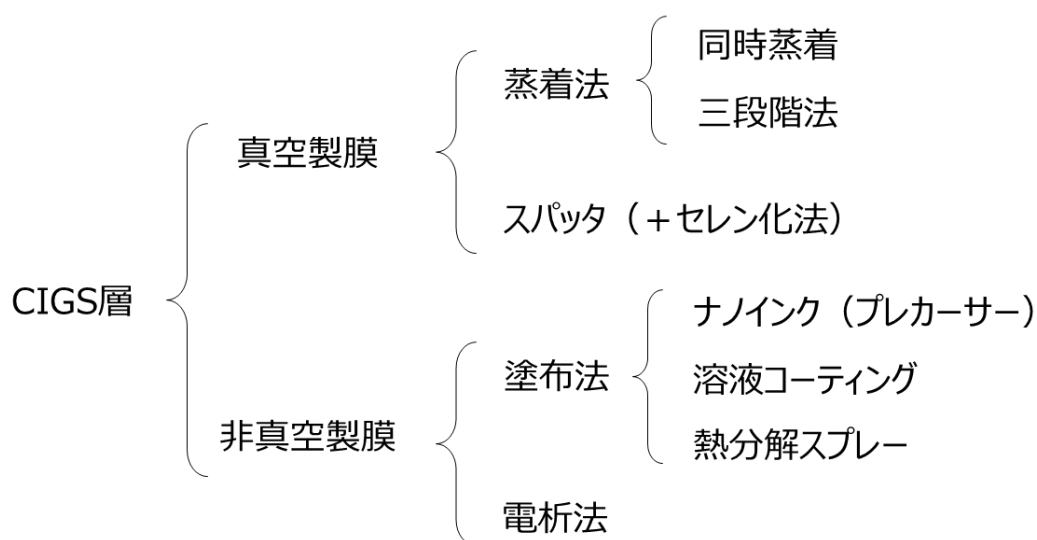 CIGS層
真空製膜
蒸着法
同時蒸着
三段階法
スパッタ（＋セレン化法）
非真空製膜
塗布法
ナノインク（プレカーサー）
溶液コーティング
熱分解スプレー
電析法